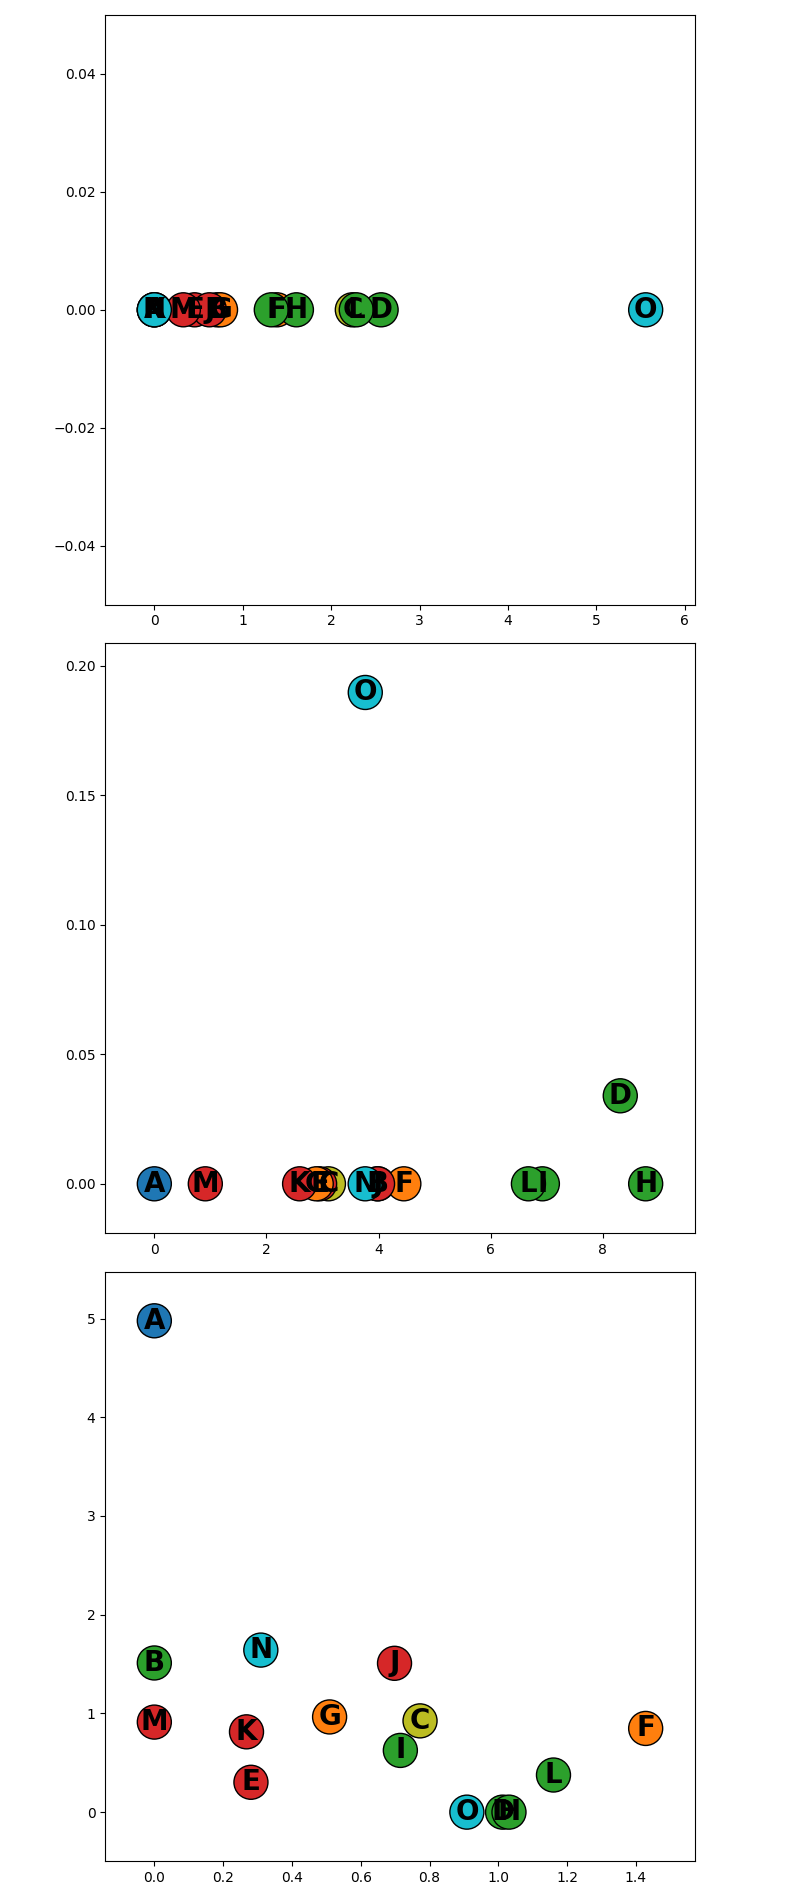 0.04
0.02
0.00
M E J G F H C D O
−0.02
−0.04
0 1 2 3 4 5 6
0.20
O
0.15
0.10
0.05
D
0.00
A M K C N J F L I H
0 2 4 6 8
5
A
4
3
2
N
B J
1
M K G C F
I
E L
0
O D H
0.0 0.2 0.4 0.6 0.8 1.0 1.2 1.4